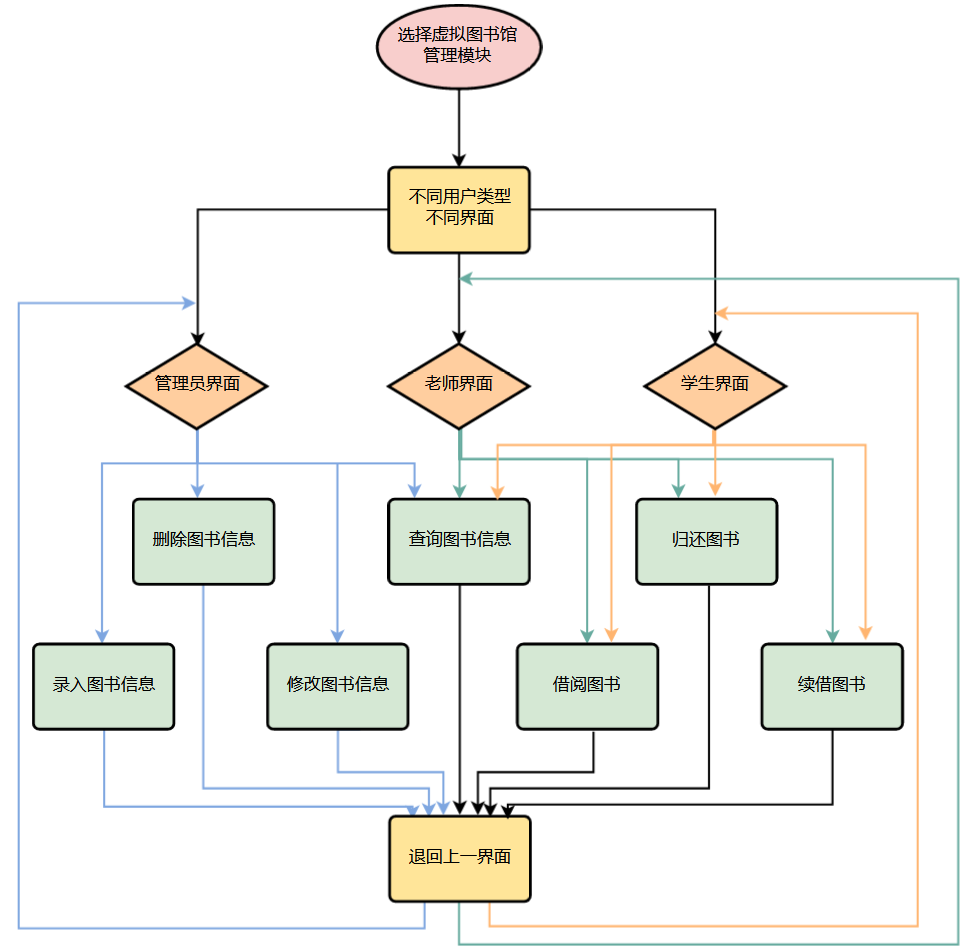 选择虚拟图书馆
管理模块
不同用户类型
不同界面
管理员界面
老师界面
学生界面
删除图书信息
查询图书信息
归还图书
录入图书信息
修改图书信息
借阅图书
续借图书
退回上一界面